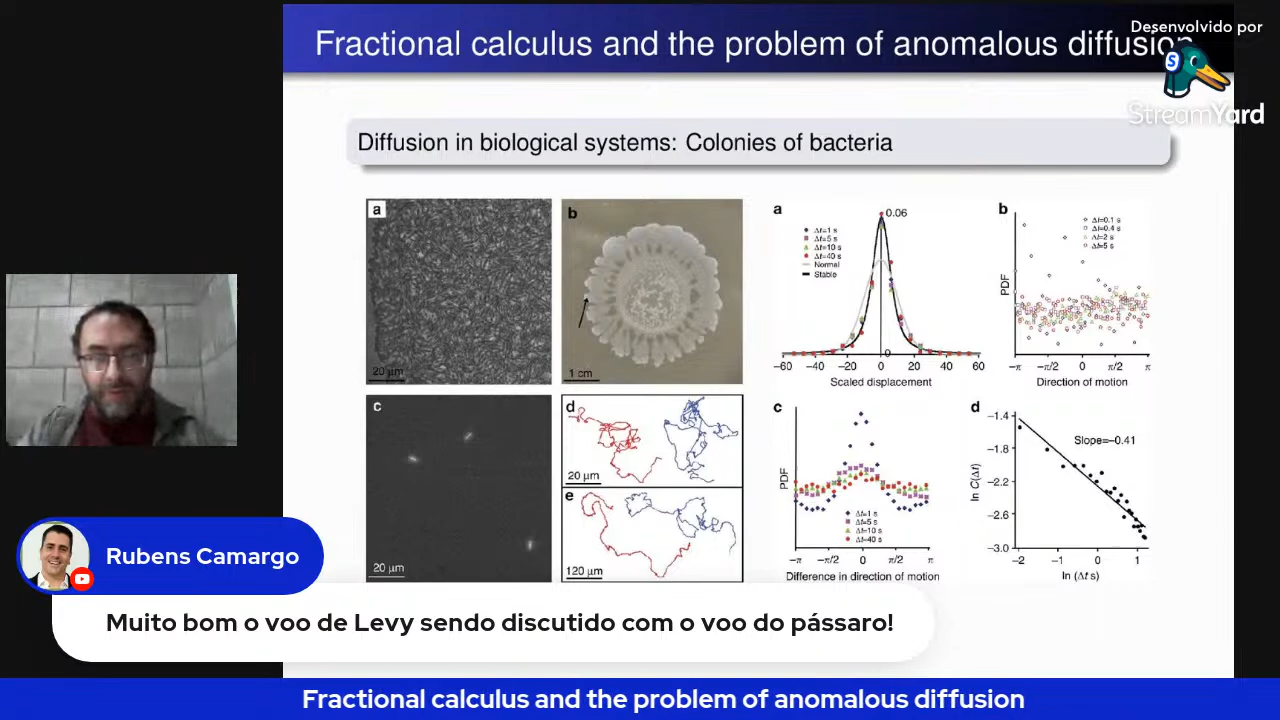 Fractional calculus and the problem of anomalous diffusion
Desenvolvido por
S
StreamYard
Diffusion in biological systems: Colonies of bacteria
a
20 μm
b
1 cm
c
20 μm
d
20 μm
e
120 μm
a
0.06
Δt=1 s
Δt=5 s
Δt=10 s
Δt=40 s
Normal
Stable
0
−60 −40 −20 0 20 40 60
Scaled displacement
b
Δt=0.1 s
Δt=0.4 s
Δt=2 s
Δt=5 s
PDF
−π −π/2 0 π/2 π
Direction of motion
c
PDF
Δt=1 s
Δt=5 s
Δt=10 s
Δt=40 s
−π −π/2 0 π/2 π
Difference in direction of motion
d
−1.4
−1.8
−2.2
−2.6
−3.0
Slope=−0.41
ln C(Δt)
−2 −1 0 1
ln (Δt s)
Rubens Camargo
Muito bom o voo de Levy sendo discutido com o voo do pássaro!
Fractional calculus and the problem of anomalous diffusion